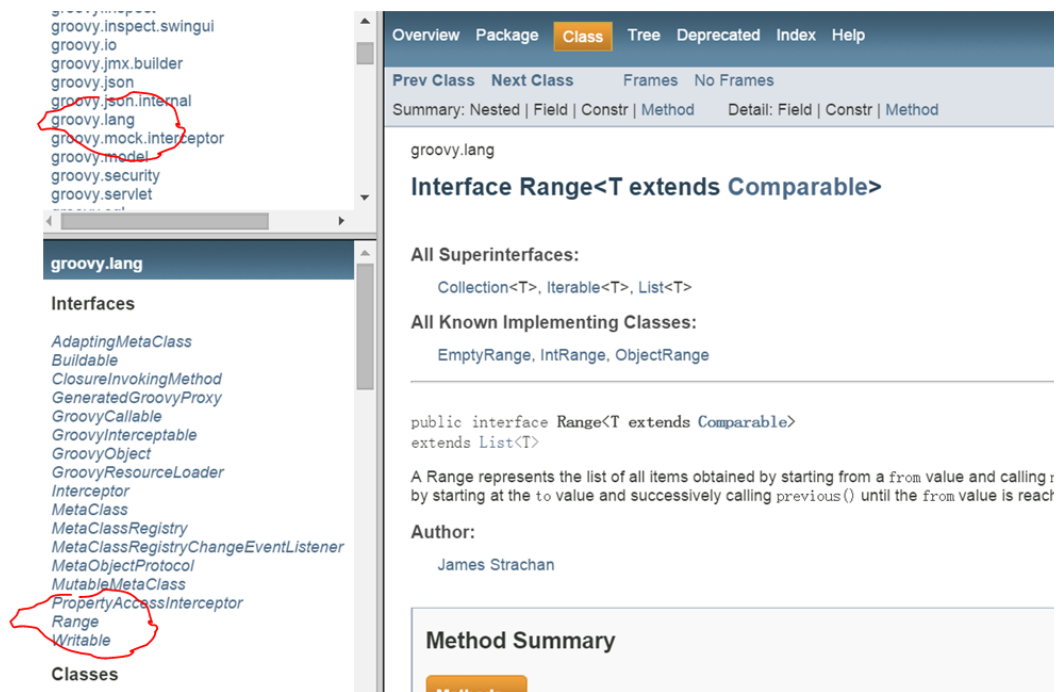 groovy.inspect
groovy.inspect.swingui
groovy.io
groovy.jmx.builder
groovy.json
groovy.json.internal
groovy.lang
groovy.mock.interceptor
groovy.model
groovy.security
groovy.servlet
groovy.lang
Interfaces
AdaptingMetaClass
Buildable
ClosureInvokingMethod
GeneratedGroovyProxy
GroovyCallable
GroovyInterceptable
GroovyObject
GroovyResourceLoader
Interceptor
MetaClass
MetaClassRegistry
MetaClassRegistryChangeEventListener
MetaObjectProtocol
MutableMetaClass
PropertyAccessInterceptor
Range
Writable
Classes
Overview Package Class Tree Deprecated Index Help
Prev Class Next Class Frames No Frames
Summary: Nested | Field | Constr | Method Detail: Field | Constr | Method
groovy.lang
Interface Range<T extends Comparable>
All Superinterfaces:
Collection<T>, Iterable<T>, List<T>
All Known Implementing Classes:
EmptyRange, IntRange, ObjectRange
public interface Range<T extends Comparable>
extends List<T>
A Range represents the list of all items obtained by starting from a from value and calling
by starting at the to value and successively calling previous() until the from value is reach
Author:
James Strachan
Method Summary